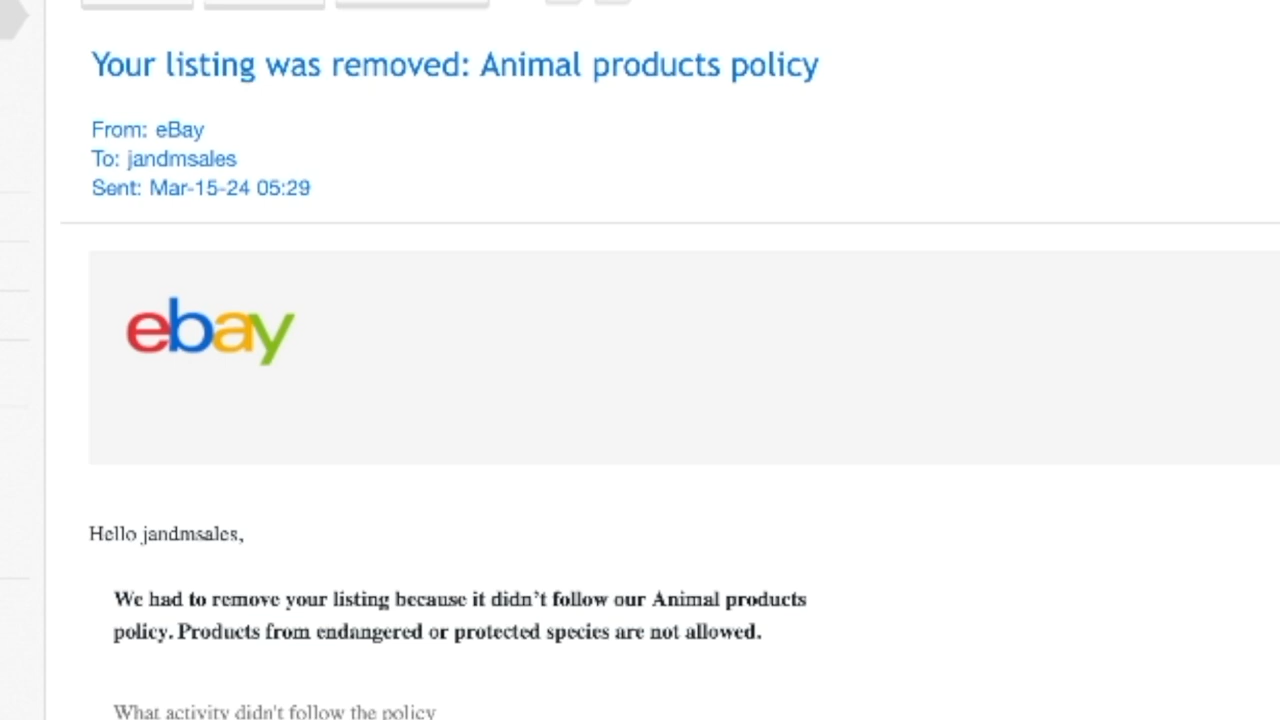 Your listing was removed: Animal products policy
From: eBay
To: jandmsales
Sent: Mar-15-24 05:29
ebay
Hello jandmsales,
We had to remove your listing because it didn’t follow our Animal products
policy. Products from endangered or protected species are not allowed.
What activity didn't follow the policy